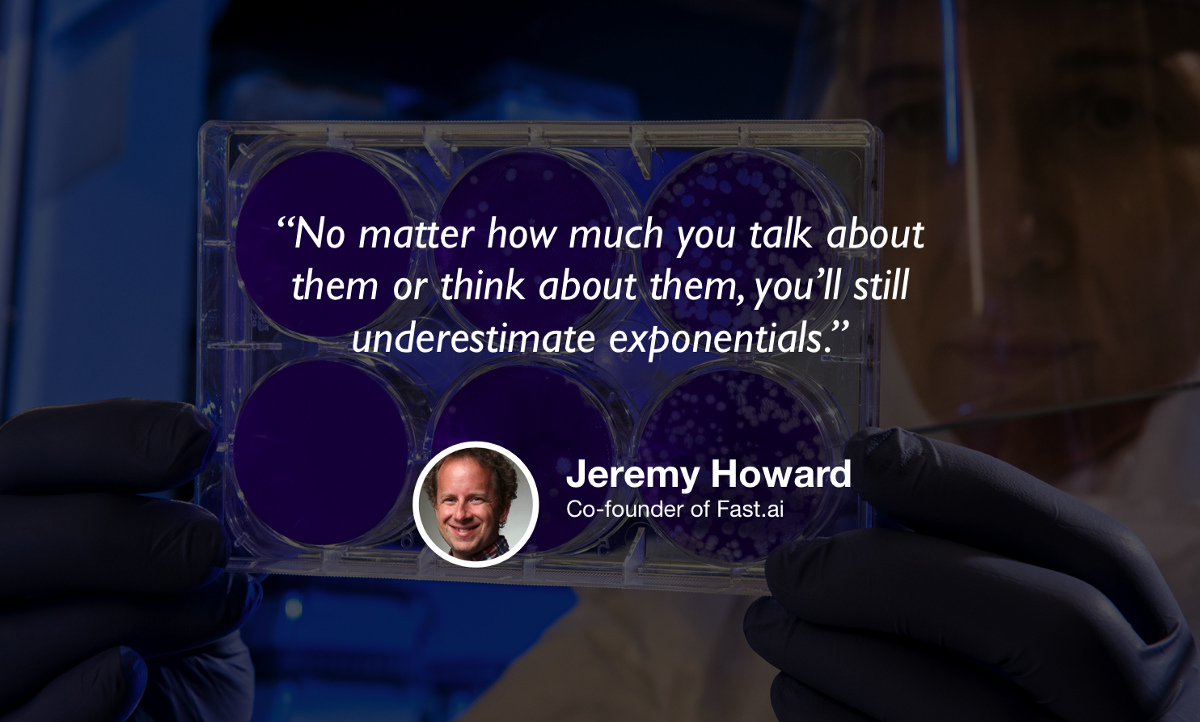 “No matter how much you talk about
them or think about them, you’ll still
underestimate exponentials.”
Jeremy Howard
Co-founder of Fast.ai